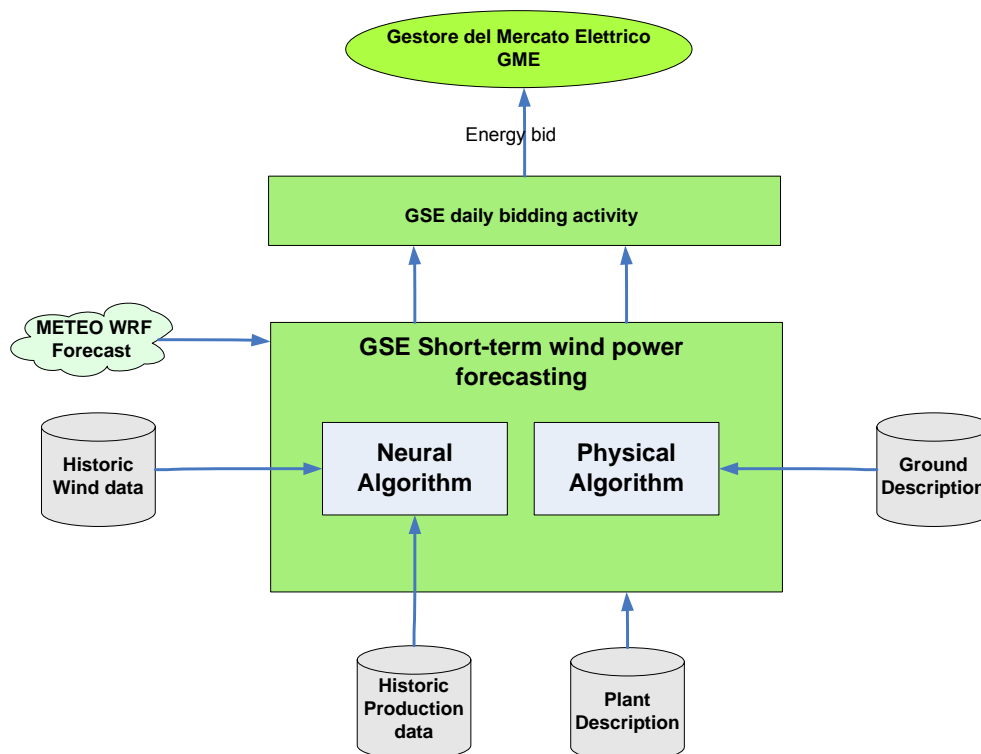 Gestore del Mercato Elettrico
GME
Energy bid
GSE daily bidding activity
METEO WRF
Forecast
GSE Short-term wind power
forecasting
Neural
Algorithm
Physical
Algorithm
Historic
Wind data
Ground
Description
Historic
Production
data
Plant
Description